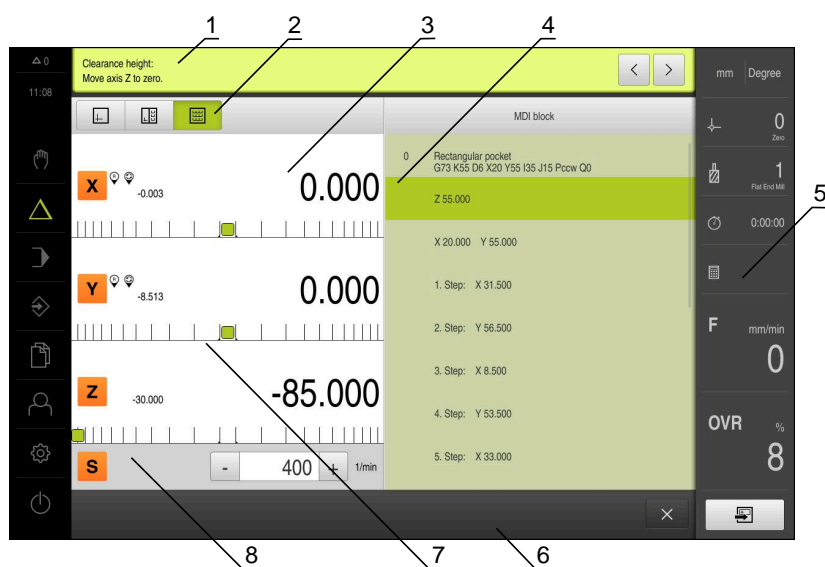 1
2
3
4
0
11:08
Clearance height:
Move axis Z to zero.
< >
mm Degree
MDI block
0
Zero
X
R
-0.003
0.000
0 Rectangular pocket
G73 K55 D6 X20 Y55 I35 J15 Pccw Q0
Z 55.000
X 20.000 Y 55.000
1
Flat End Mill
5
0:00:00
Y
R
-8.513
0.000
1. Step: X 31.500
2. Step: Y 56.500
3. Step: X 8.500
4. Step: Y 53.500
5. Step: X 33.000
F mm/min
0
Z
-30.000
-85.000
OVR %
8
S
- 400 + 1/min
×
8
7
6